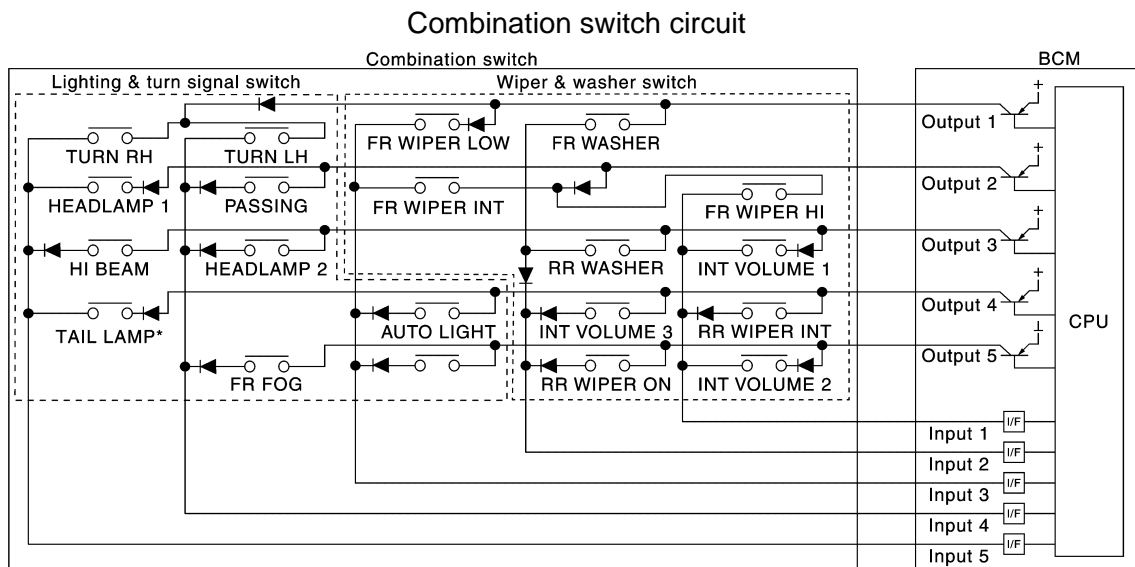 Combination switch circuit
Combination switch
BCM
Lighting & turn signal switch
Wiper & washer switch
+
Output 1
TURN RH
TURN LH
FR WIPER LOW
FR WASHER
+
Output 2
HEADLAMP 1
PASSING
FR WIPER INT
FR WIPER HI
+
Output 3
HI BEAM
HEADLAMP 2
RR WASHER
INT VOLUME 1
+
Output 4
CPU
TAIL LAMP*
AUTO LIGHT
INT VOLUME 3
RR WIPER INT
Output 5
FR FOG
RR WIPER ON
INT VOLUME 2
I/F
Input 1
I/F
Input 2
I/F
Input 3
I/F
Input 4
I/F
Input 5